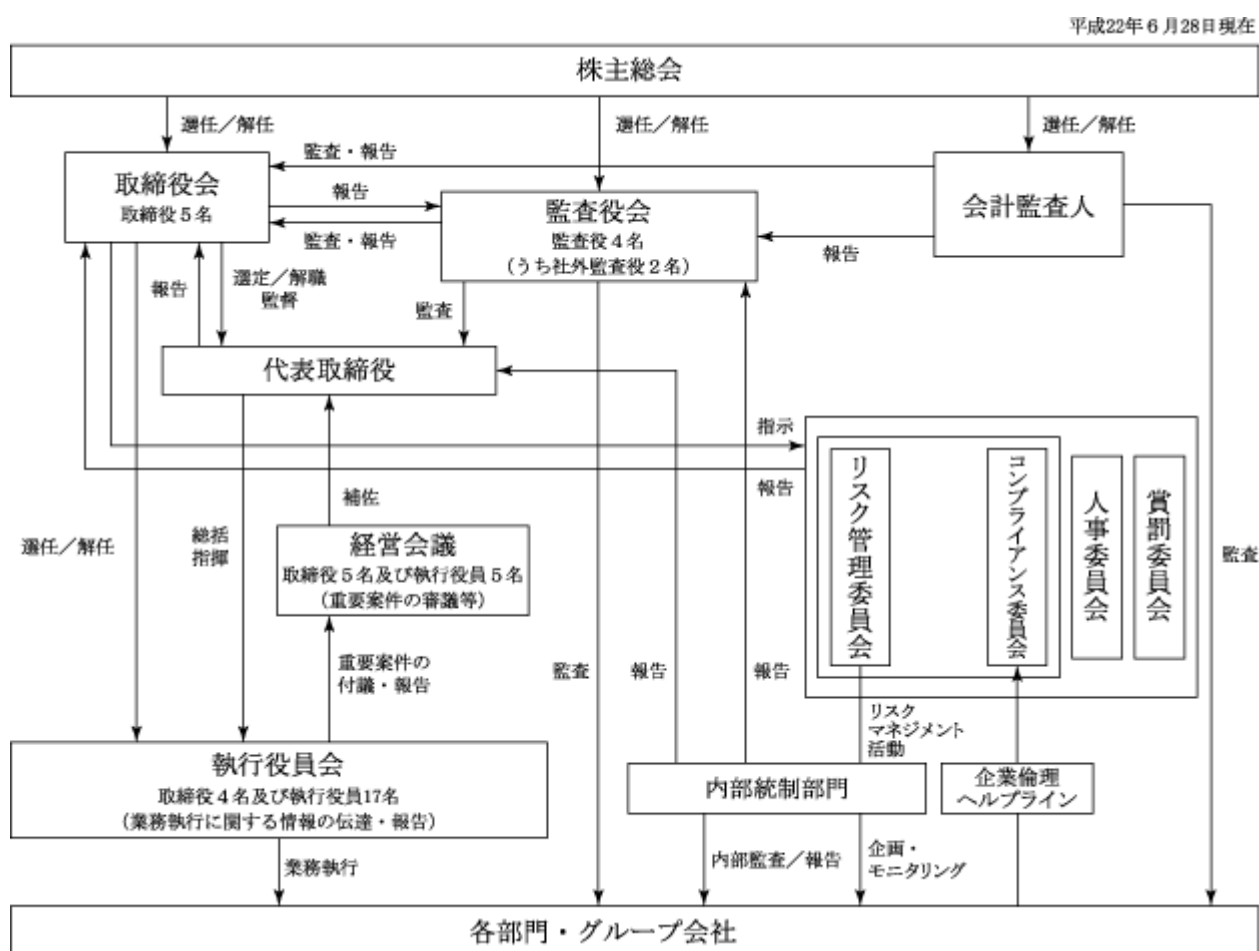 平成22年6月28日現在
株主総会
選任／解任
選任／解任
選任／解任
監査・報告
取締役会
取締役5名
報告
監査・報告
監査役会
監査役4名
(うち社外監査役2名)
会計監査人
報告
報告
選定／解職
監督
監査
代表取締役
指示
報告
リスク管理委員会
コンプライアンス委員会
人事委員会
賞罰委員会
監査
補佐
選任／解任
総括
指揮
経営会議
取締役5名及び執行役員5名
(重要案件の審議等)
重要案件の
付議・報告
監査
報告
報告
リスク
マネジメント
活動
執行役員会
取締役4名及び執行役員17名
(業務執行に関する情報の伝達・報告)
内部統制部門
企業倫理
ヘルプライン
業務執行
内部監査／報告
企画・
モニタリング
各部門・グループ会社